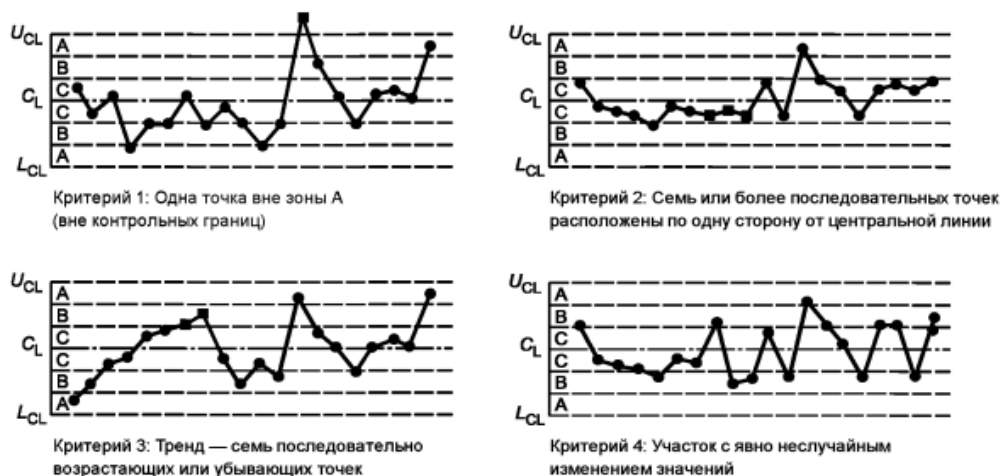 UCL
A
B
C
CL
C
B
A
LCL
Критерий 1: Одна точка вне зоны А
(вне контрольных границ)
UCL
A
B
C
CL
C
B
A
LCL
Критерий 2: Семь или более последовательных точек
расположены по одну сторону от центральной линии
UCL
A
B
C
CL
C
B
A
LCL
Критерий 3: Тренд — семь последовательно
возрастающих или убывающих точек
UCL
A
B
C
CL
C
B
A
LCL
Критерий 4: Участок с явно неслучайным
изменением значений